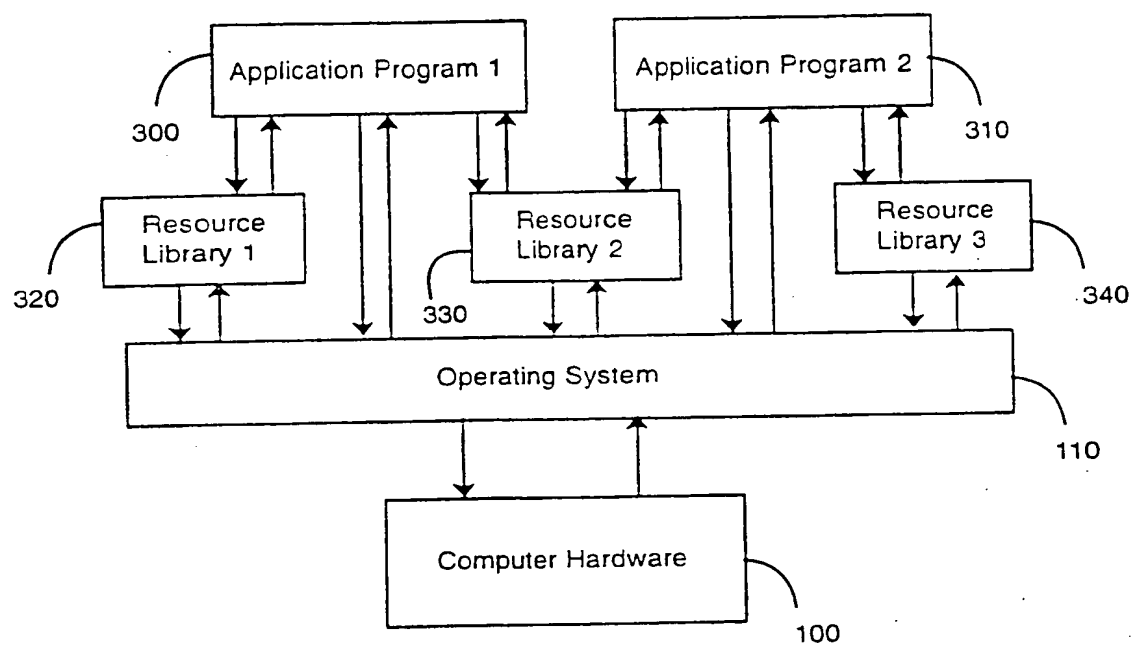 Application Program 1
Application Program 2
300
310
Resource
Library 1
Resource
Library 2
Resource
Library 3
320
330
340
Operating System
110
Computer Hardware
100